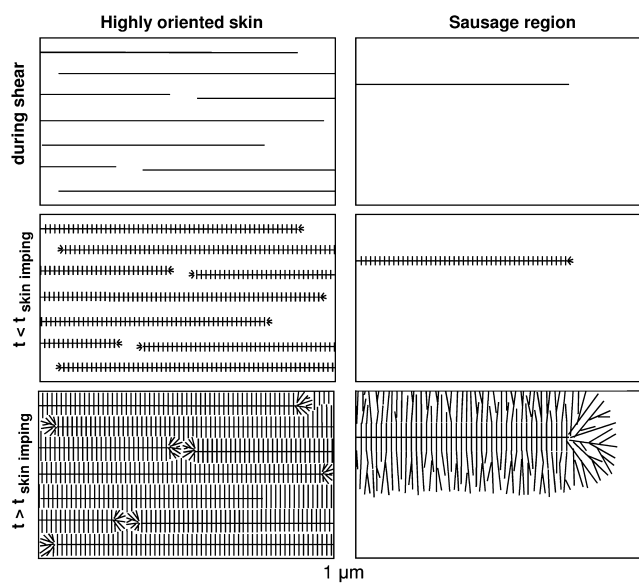 Highly oriented skin
Sausage region
during shear
t < t skin imping
t > t skin imping
1 μm